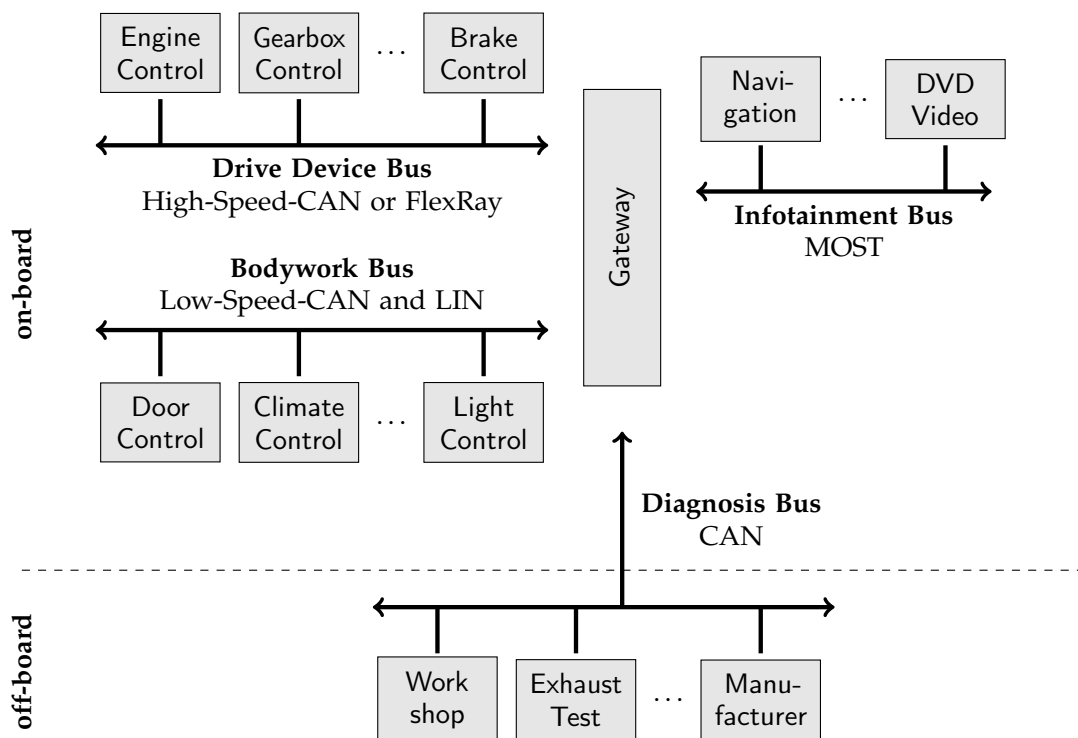 Engine
Control
Gearbox
Control
...
Brake
Control
Navi-
gation
...
DVD
Video
Drive Device Bus
High-Speed-CAN or FlexRay
Infotainment Bus
MOST
Gateway
on-board
Bodywork Bus
Low-Speed-CAN and LIN
Door
Control
Climate
Control
...
Light
Control
Diagnosis Bus
CAN
off-board
Work
shop
Exhaust
Test
...
Manu-
facturer